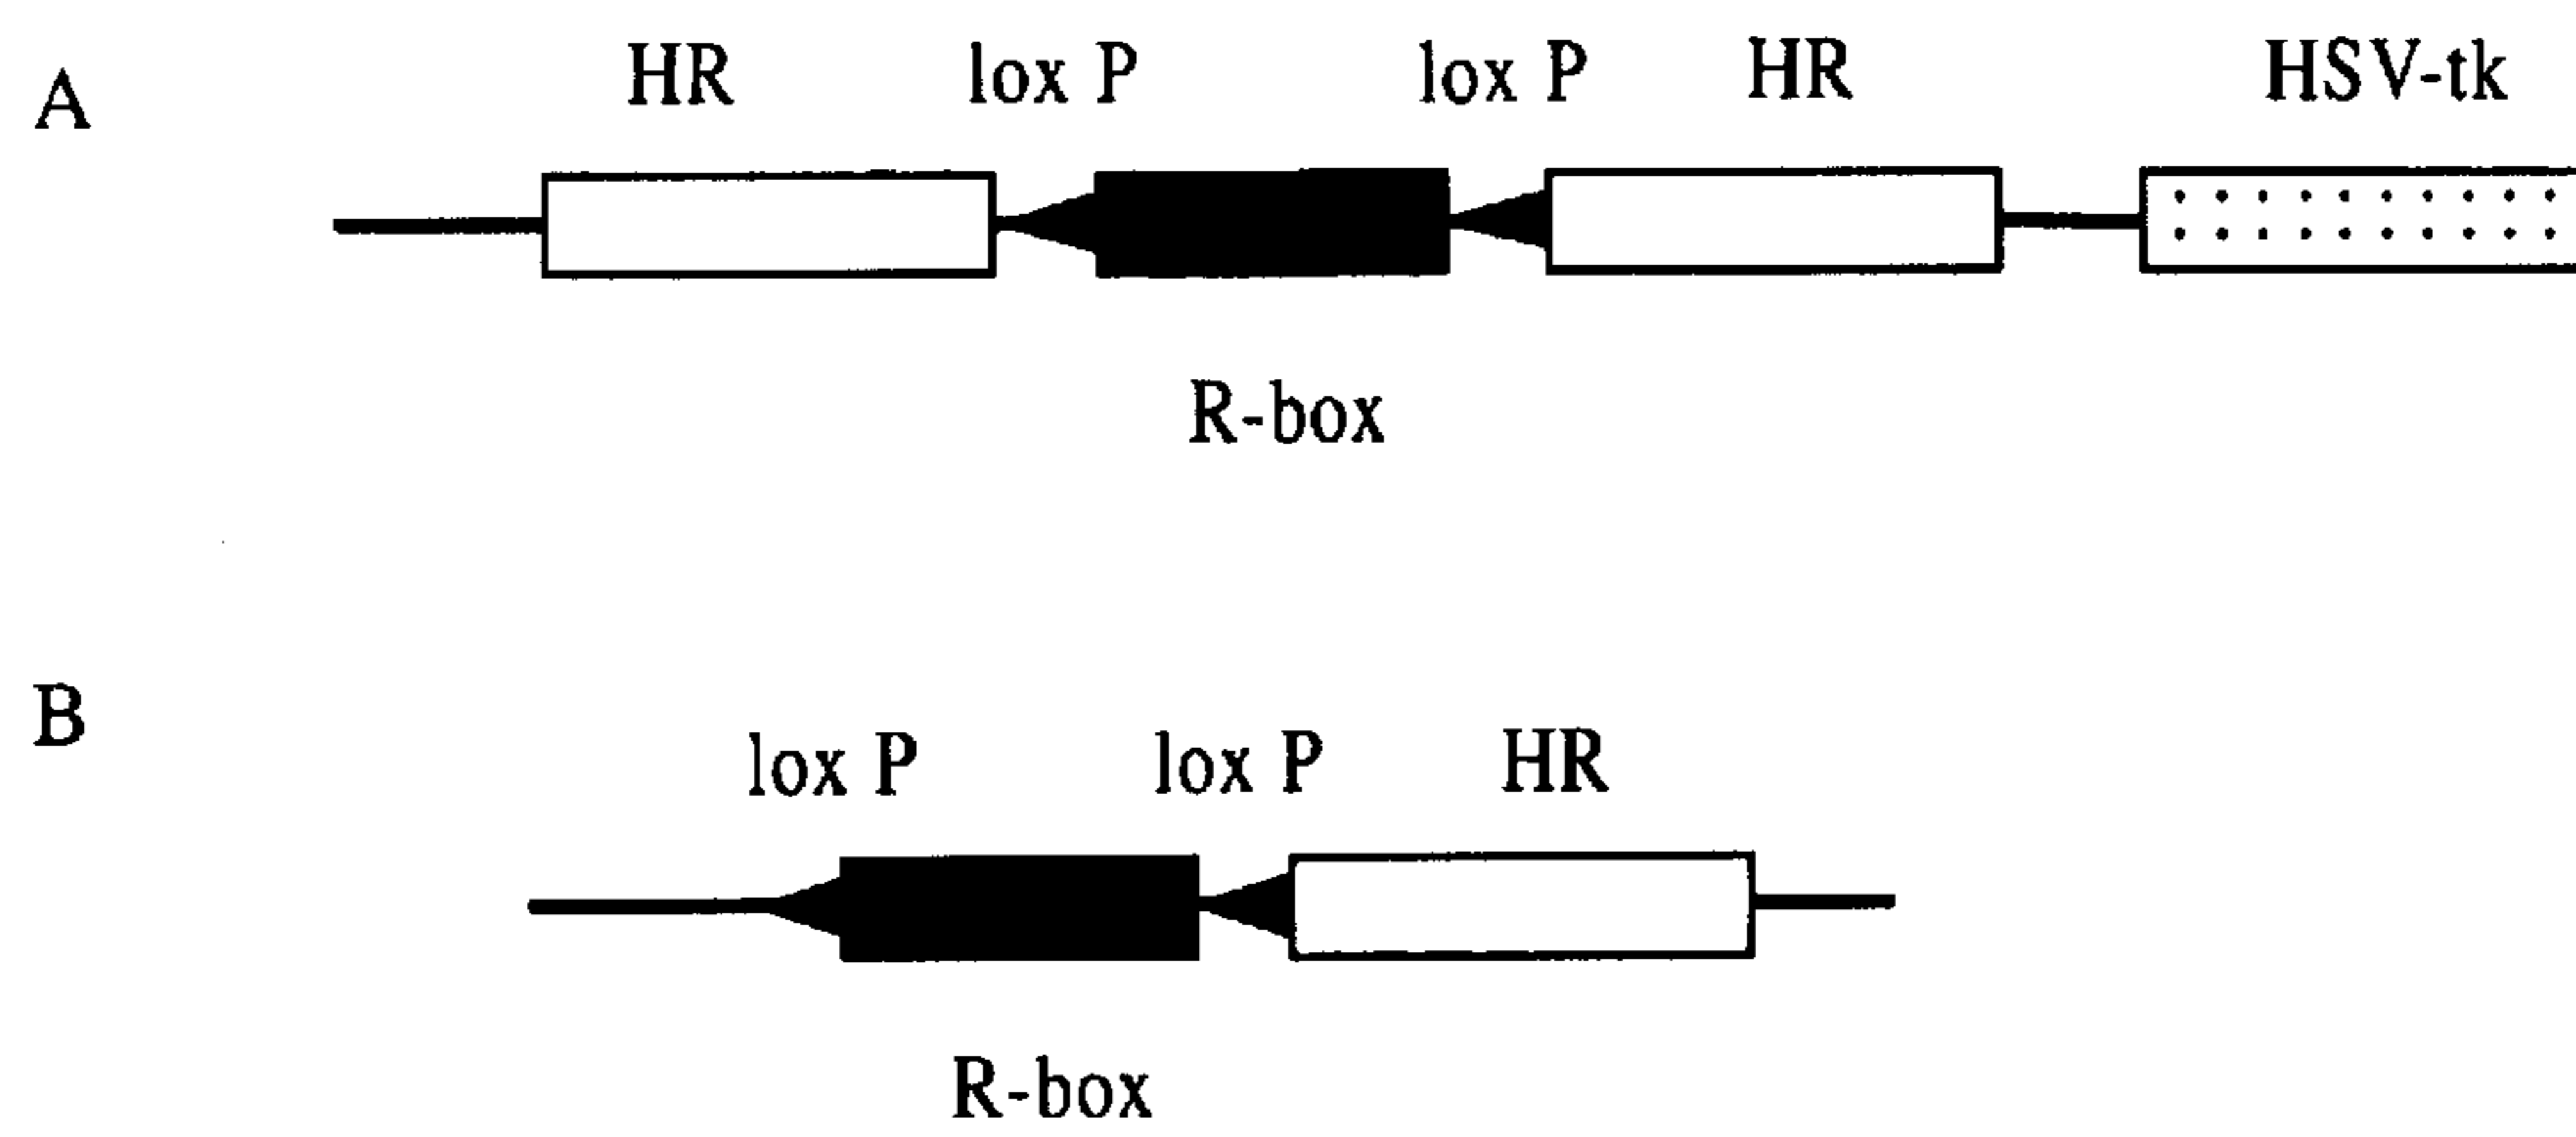 A
HR lox P lox P HR HSV-tk
R-box
B
lox P lox P HR
R-box